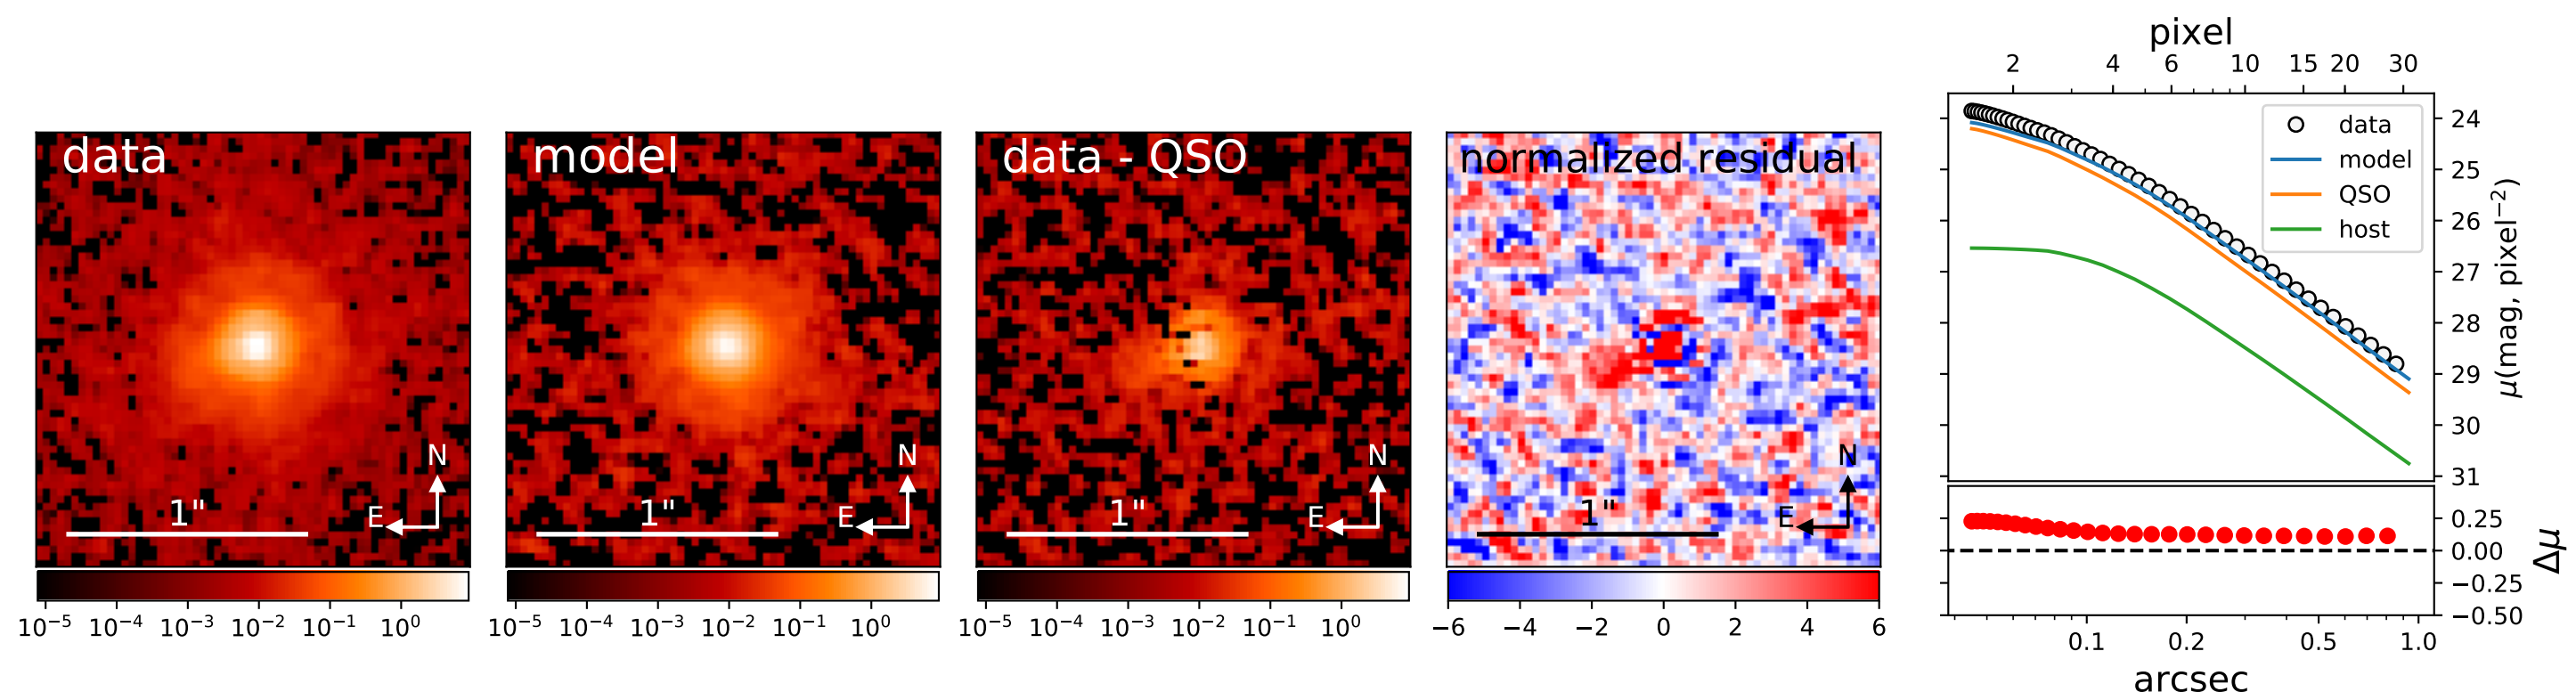 data
N
E
1"
10⁻⁵ 10⁻⁴ 10⁻³ 10⁻² 10⁻¹ 10⁰
model
N
E
1"
10⁻⁵ 10⁻⁴ 10⁻³ 10⁻² 10⁻¹ 10⁰
data - QSO
N
E
1"
10⁻⁵ 10⁻⁴ 10⁻³ 10⁻² 10⁻¹ 10⁰
normalized residual
N
E
1"
−6 −4 −2 0 2 4 6
pixel
2 4 6 10 15 20 30
data
model
QSO
host
24
25
26
27
28
29
30
31
μ(mag, pixel⁻²)
0.25
0.00
−0.25
−0.50
Δμ
0.1 0.2 0.5 1.0
arcsec